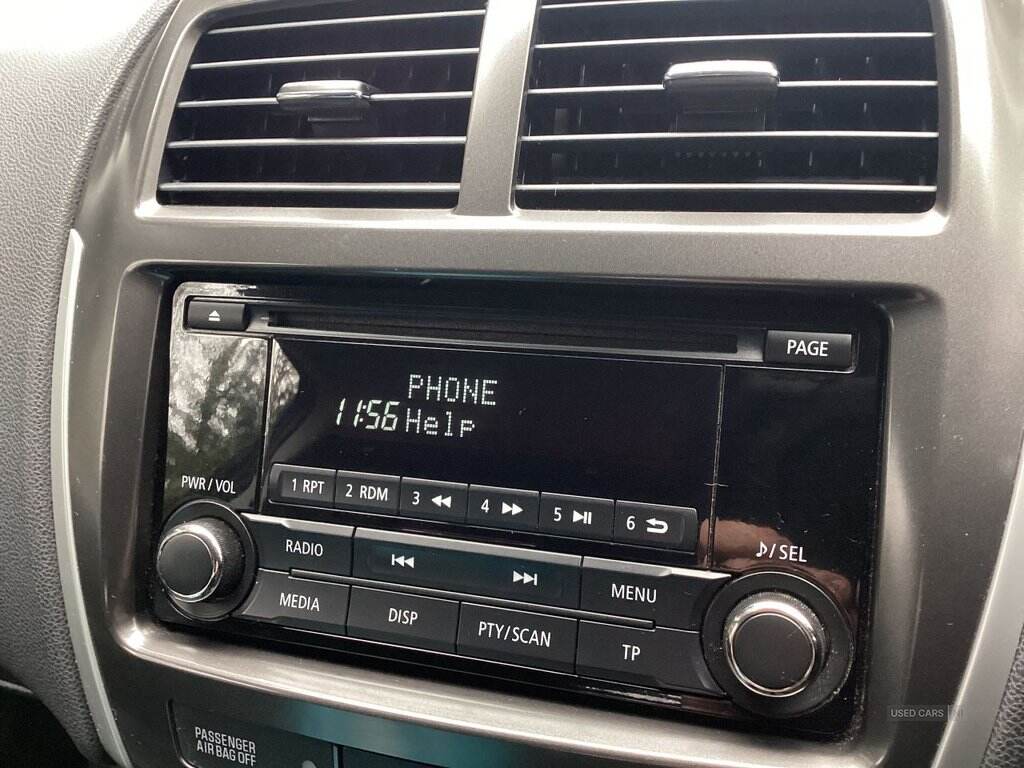 PAGE
PHONE
11:56 Help
PWR/VOL
1 RPT 2 RDM 3 4 5 6
♪/SEL
RADIO
MENU
MEDIA DISP PTY/SCAN TP
PASSENGER
AIR BAG OFF
USED CARS NI